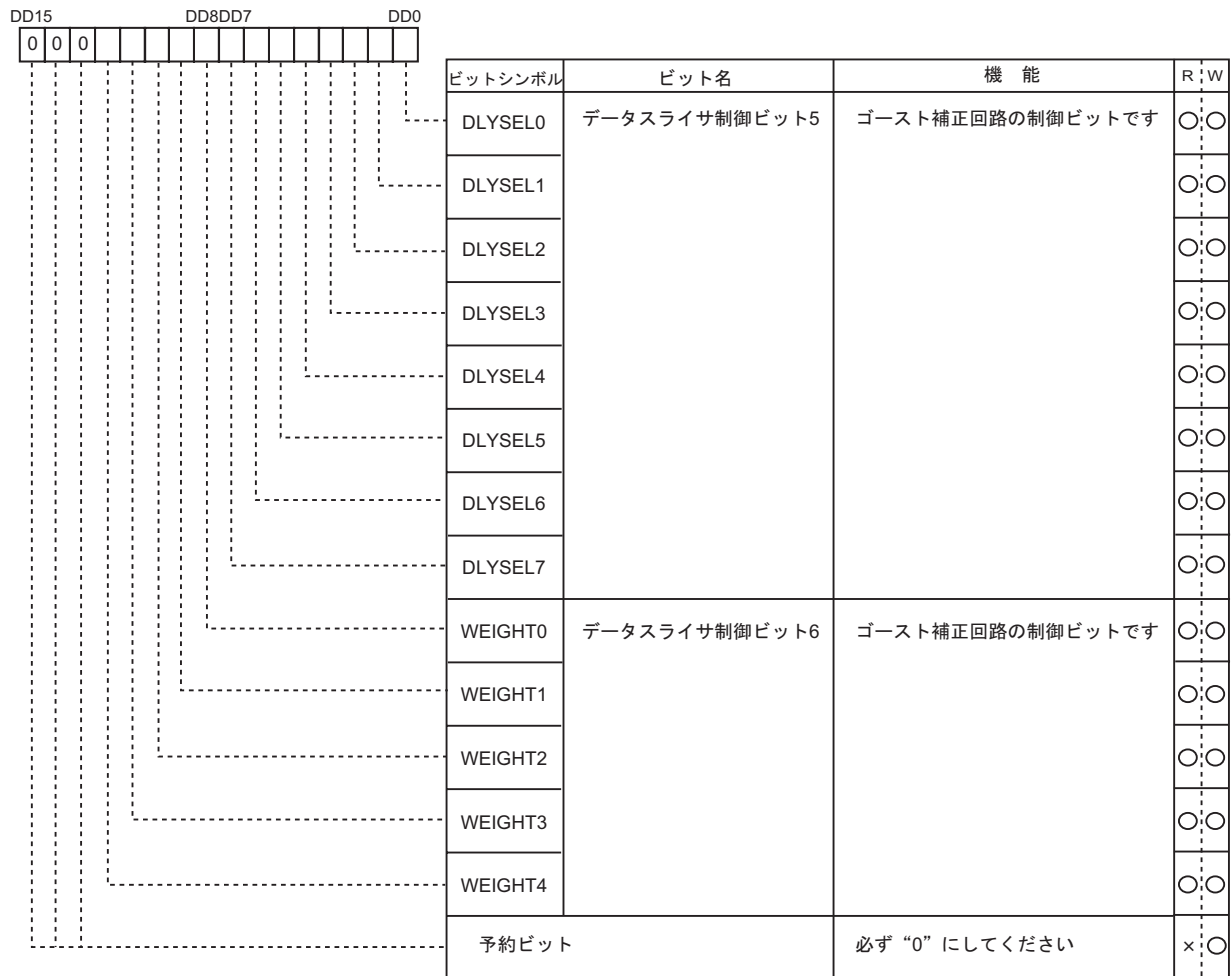 DD15 DD8DD7 DD0
0 0 0
ビットシンボル ビット名 機 能 R W
DLYSEL0 データスライサ制御ビット5 ゴースト補正回路の制御ビットです ○ ○
DLYSEL1 ○ ○
DLYSEL2 ○ ○
DLYSEL3 ○ ○
DLYSEL4 ○ ○
DLYSEL5 ○ ○
DLYSEL6 ○ ○
DLYSEL7 ○ ○
WEIGHT0 データスライサ制御ビット6 ゴースト補正回路の制御ビットです ○ ○
WEIGHT1 ○ ○
WEIGHT2 ○ ○
WEIGHT3 ○ ○
WEIGHT4 ○ ○
予約ビット 必ず“0”にしてください × ○